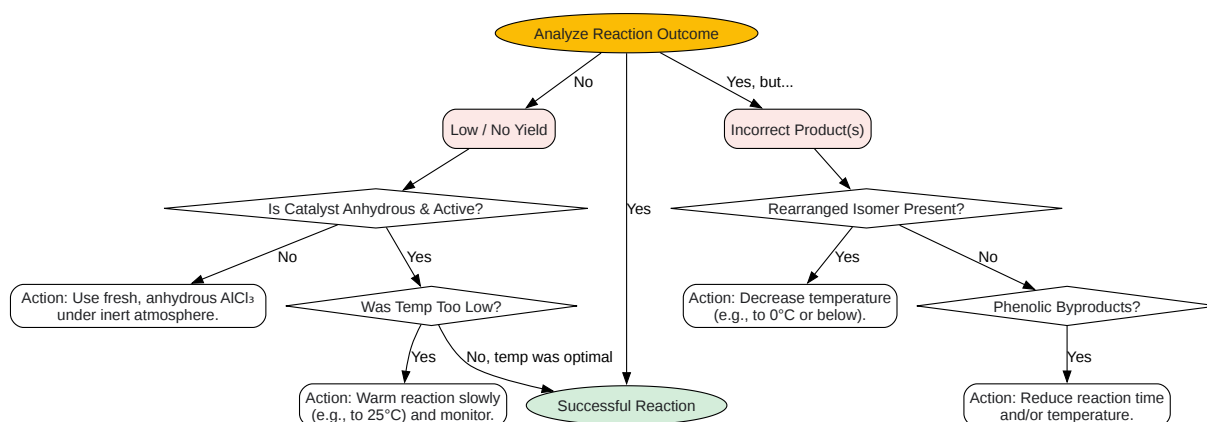 Analyze Reaction Outcome
No
Yes, but...
Low / No Yield
Incorrect Product(s)
Is Catalyst Anhydrous & Active?
Yes
Rearranged Isomer Present?
No
Yes
Yes
No
Action: Use fresh, anhydrous AlCl₃
under inert atmosphere.
Was Temp Too Low?
Action: Decrease temperature
(e.g., to 0°C or below).
Phenolic Byproducts?
Yes
No, temp was optimal
Yes
Action: Warm reaction slowly
(e.g., to 25°C) and monitor.
Successful Reaction
Action: Reduce reaction time
and/or temperature.